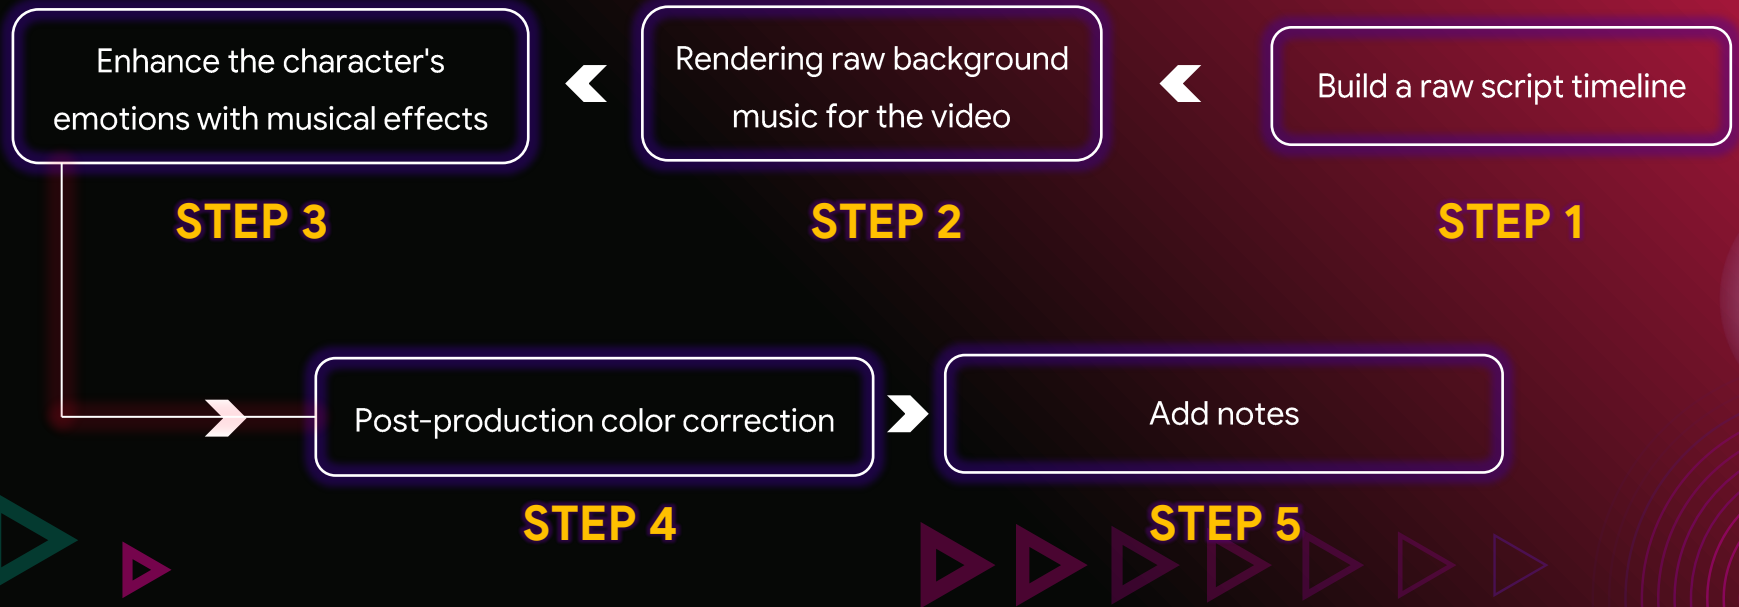 Build a raw script timeline
STEP 1
Rendering raw background
music for the video
STEP 2
Enhance the character's
emotions with musical effects
STEP 3
Post-production color correction
STEP 4
Add notes
STEP 5